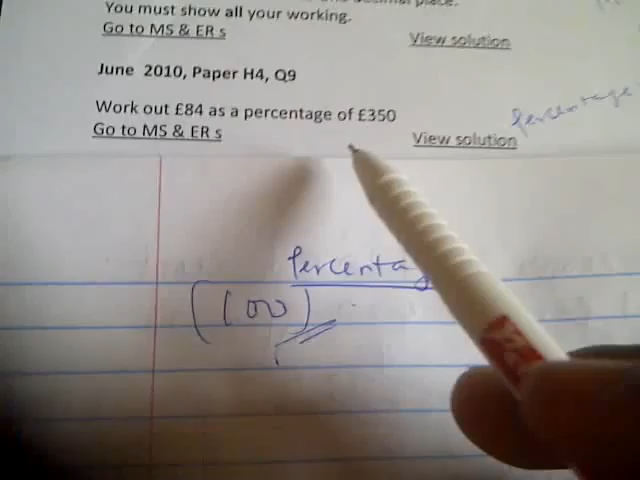 You must show all your working.
Go to MS & ER s
View solution
June 2010, Paper H4, Q9
Work out £84 as a percentage of £350
percentage
Go to MS & ER s
View solution
Percentag
(100)